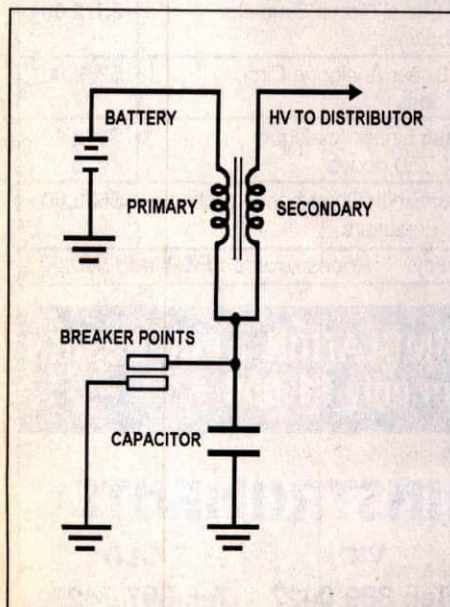 BATTERY
HV TO DISTRIBUTOR
PRIMARY
SECONDARY
BREAKER POINTS
CAPACITOR